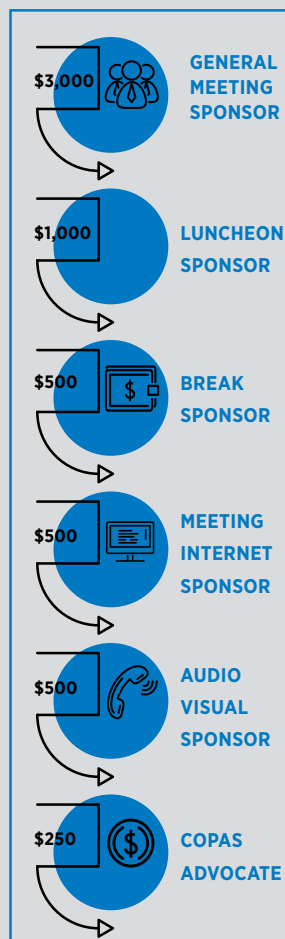 $3,000
GENERAL
MEETING
SPONSOR
$1,000
LUNCHEON
SPONSOR
$500
$
BREAK
SPONSOR
$500
MEETING
INTERNET
SPONSOR
$500
AUDIO
VISUAL
SPONSOR
$250
$
COPAS
ADVOCATE